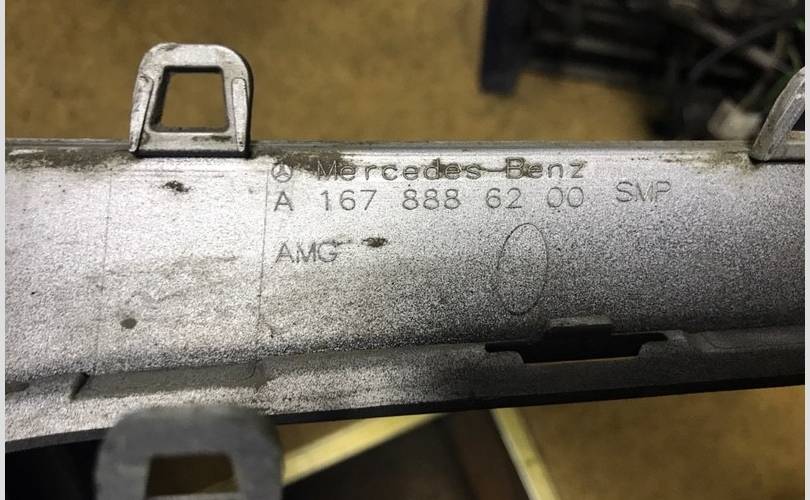 Mercedes-Benz
A 167 888 62 00 SMP
AMG